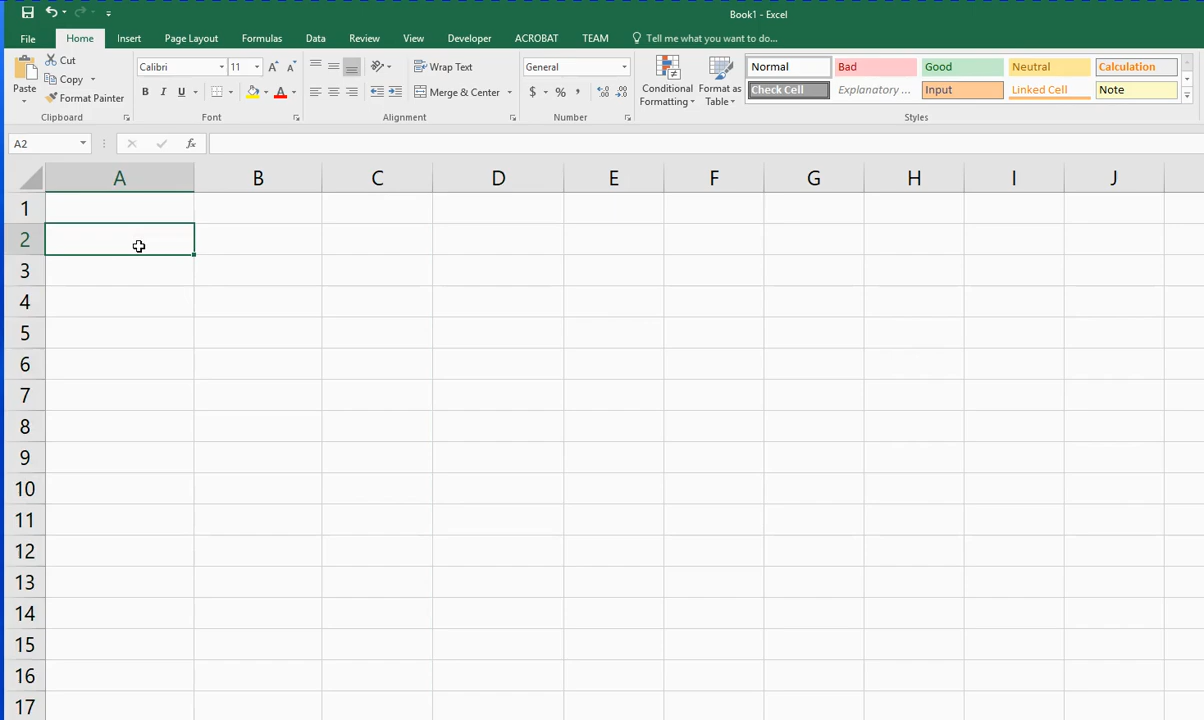 Book1 - Excel
File Home Insert Page Layout Formulas Data Review View Developer ACROBAT TEAM Tell me what you want to do...
Cut
Copy
Format Painter
Paste
Clipboard
Calibri 11
B I U A
Font
Wrap Text
Merge & Center
Alignment
General
$ % ,
Number
Conditional Formatting
Format as Table
Normal Bad Good Neutral Calculation
Check Cell Explanatory ... Input Linked Cell Note
Styles
A2 fx
A B C D E F G H I J
1
2
3
4
5
6
7
8
9
10
11
12
13
14
15
16
17